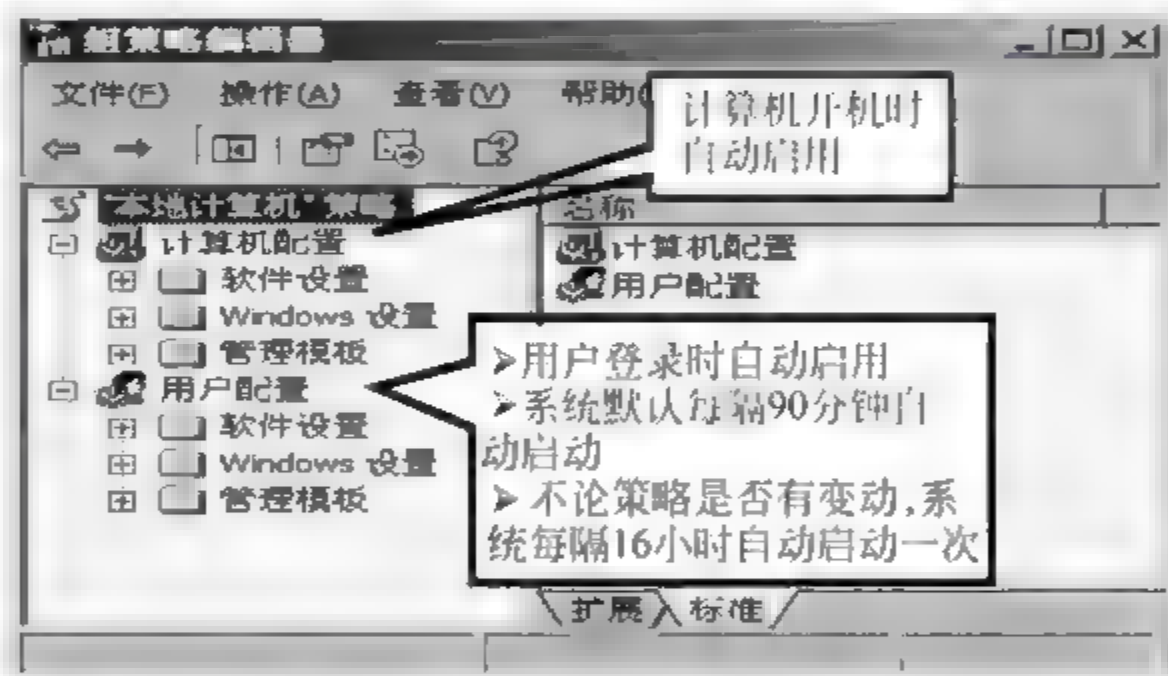 组策略编辑器
文件(F) 操作(A) 查看(V) 帮助(
计算机开机时
自动启用
"本地计算机"策略
名称
计算机配置
计算机配置
软件设置
用户配置
Windows 设置
管理模板
用户配置
软件设置
Windows 设置
管理模板
➢用户登录时自动启用
➢系统默认每隔90分钟自
动启动
➢不论策略是否有变动,系
统每隔16小时自动启动一次
扩展 标准